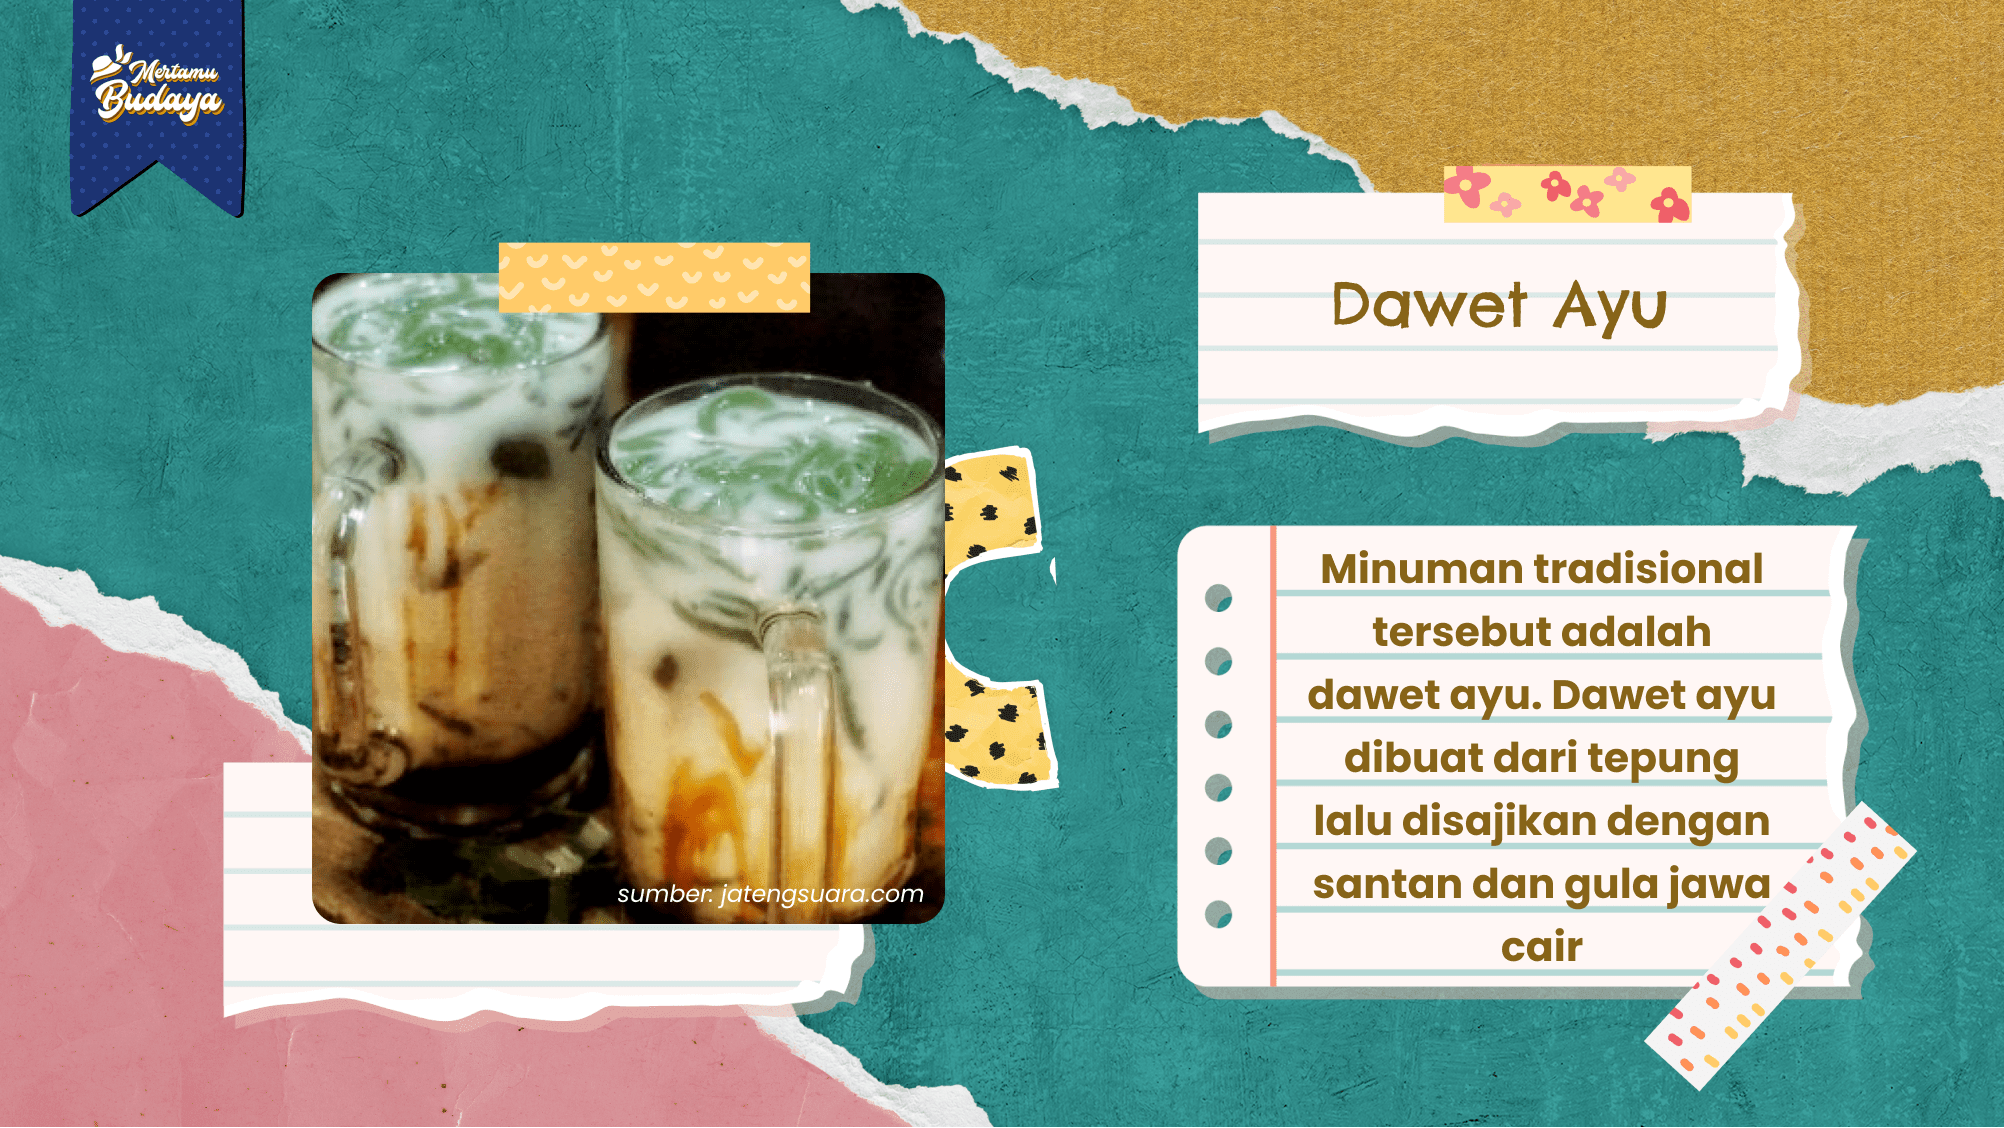 Mertamu
Budaya
Dawet Ayu
Minuman tradisional
tersebut adalah
dawet ayu. Dawet ayu
dibuat dari tepung
lalu disajikan dengan
santan dan gula jawa
cair
sumber: jatengsuara.com